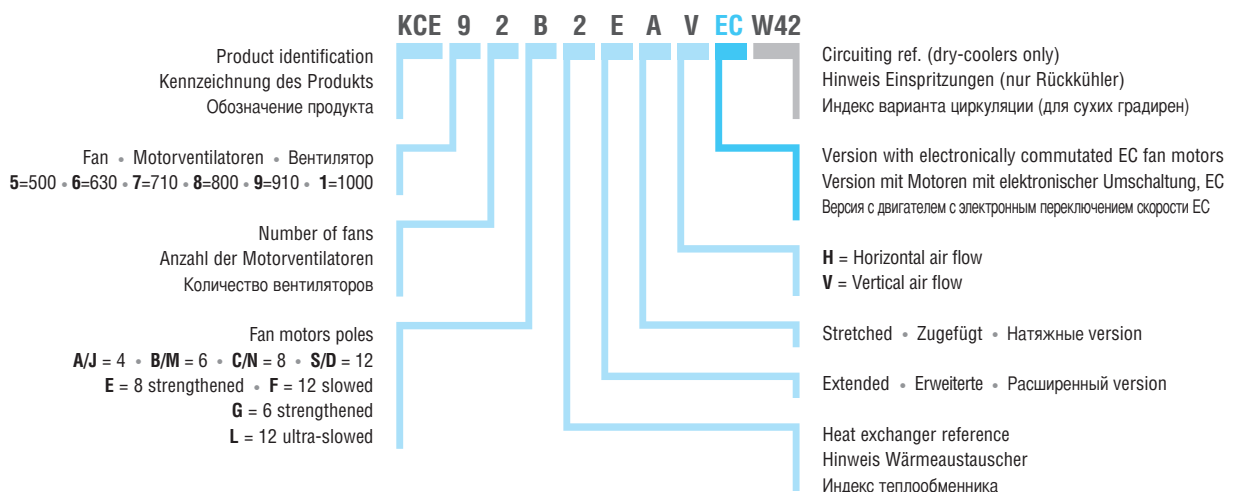 KCE 9 2 B 2 E A V EC W42
Product identification
Kennzeichnung des Produkts
Обозначение продукта
Fan • Motorventilatoren • Вентилятор
5=500 • 6=630 • 7=710 • 8=800 • 9=910 • 1=1000
Number of fans
Anzahl der Motorventilatoren
Количество вентиляторов
Fan motors poles
A/J = 4 • B/M = 6 • C/N = 8 • S/D = 12
E = 8 strengthened • F = 12 slowed
G = 6 strengthened
L = 12 ultra-slowed
Circuiting ref. (dry-coolers only)
Hinweis Einspritzungen (nur Rückkühler)
Индекс варианта циркуляции (для сухих градирен)
Version with electronically commutated EC fan motors
Version mit Motoren mit elektronischer Umschaltung, EC
Версия с двигателем с электронным переключением скорости EC
H = Horizontal air flow
V = Vertical air flow
Stretched • Zugefügt • Натяжные version
Extended • Erweiterte • Расширенный version
Heat exchanger reference
Hinweis Wärmeaustauscher
Индекс теплообменника